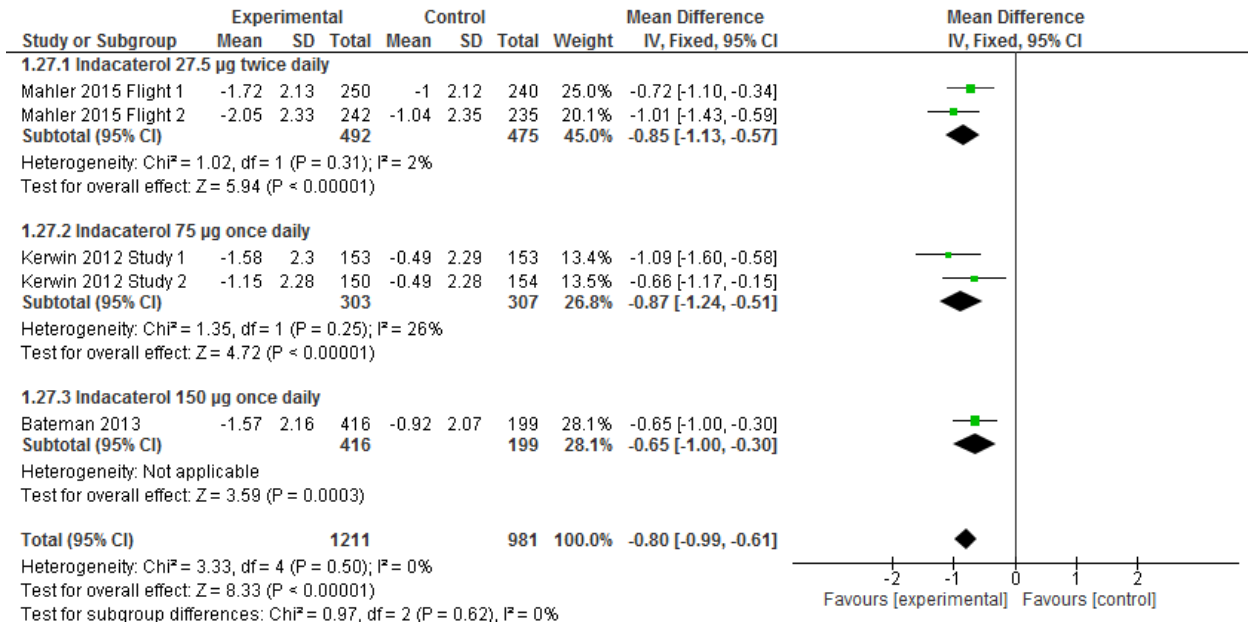 Experimental Control Mean Difference Mean Difference
Study or Subgroup Mean SD Total Mean SD Total Weight IV, Fixed, 95% CI IV, Fixed, 95% CI
1.27.1 Indacaterol 27.5 µg twice daily
Mahler 2015 Flight 1 -1.72 2.13 250 -1 2.12 240 25.0% -0.72 [-1.10, -0.34]
Mahler 2015 Flight 2 -2.05 2.33 242 -1.04 2.35 235 20.1% -1.01 [-1.43, -0.59]
Subtotal (95% CI) 492 475 45.0% -0.85 [-1.13, -0.57]
Heterogeneity: Chi² = 1.02, df = 1 (P = 0.31); I² = 2%
Test for overall effect: Z = 5.94 (P < 0.00001)
1.27.2 Indacaterol 75 µg once daily
Kerwin 2012 Study 1 -1.58 2.3 153 -0.49 2.29 153 13.4% -1.09 [-1.60, -0.58]
Kerwin 2012 Study 2 -1.15 2.28 150 -0.49 2.28 154 13.5% -0.66 [-1.17, -0.15]
Subtotal (95% CI) 303 307 26.8% -0.87 [-1.24, -0.51]
Heterogeneity: Chi² = 1.35, df = 1 (P = 0.25); I² = 26%
Test for overall effect: Z = 4.72 (P < 0.00001)
1.27.3 Indacaterol 150 µg once daily
Bateman 2013 -1.57 2.16 416 -0.92 2.07 199 28.1% -0.65 [-1.00, -0.30]
Subtotal (95% CI) 416 199 28.1% -0.65 [-1.00, -0.30]
Heterogeneity: Not applicable
Test for overall effect: Z = 3.59 (P = 0.0003)
Total (95% CI) 1211 981 100.0% -0.80 [-0.99, -0.61]
Heterogeneity: Chi² = 3.33, df = 4 (P = 0.50); I² = 0%
Test for overall effect: Z = 8.33 (P < 0.00001)
Test for subgroup differences: Chi² = 0.97, df = 2 (P = 0.62), I² = 0%
-2 -1 0 1 2
Favours [experimental] Favours [control]